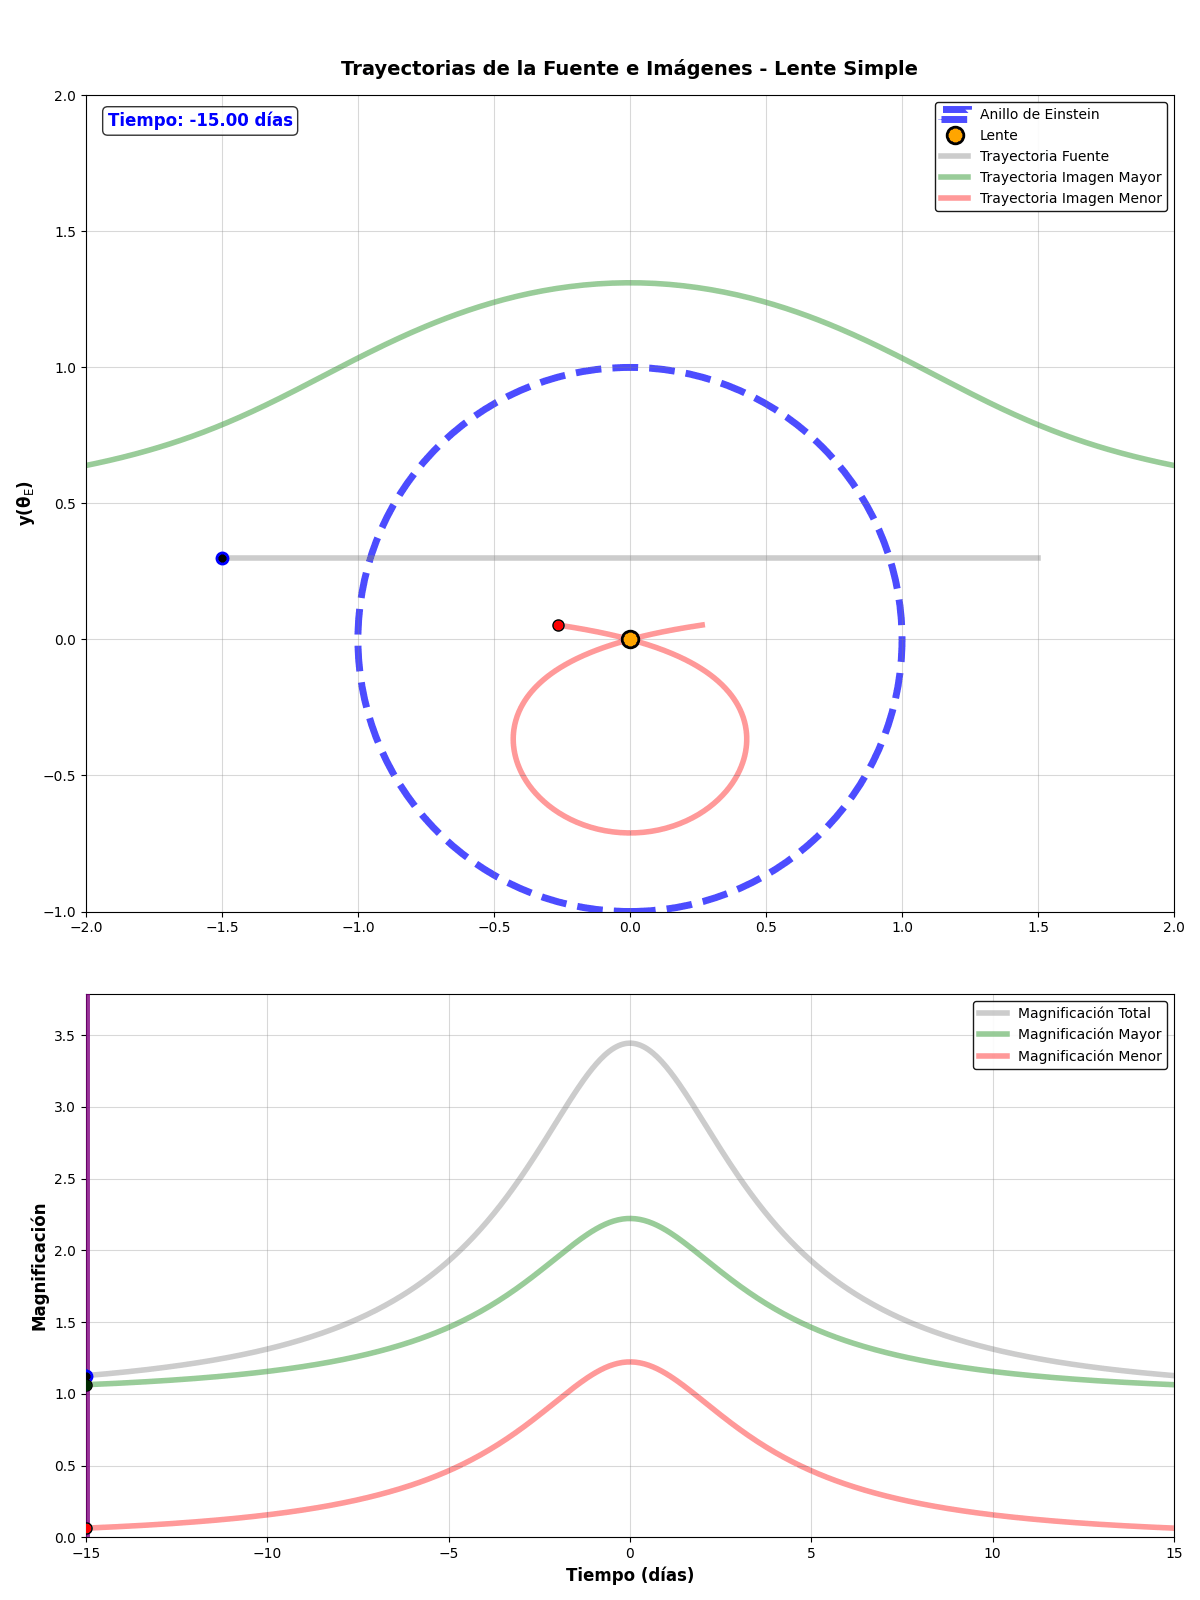 Trayectorias de la Fuente e Imágenes - Lente Simple
Tiempo: -15.00 días
Anillo de Einstein
Lente
Trayectoria Fuente
Trayectoria Imagen Mayor
Trayectoria Imagen Menor
2.0
1.5
1.0
0.5
0.0
−0.5
−1.0
y(θE)
−2.0 −1.5 −1.0 −0.5 0.0 0.5 1.0 1.5 2.0
Magnificación Total
Magnificación Mayor
Magnificación Menor
3.5
3.0
2.5
2.0
1.5
1.0
0.5
0.0
Magnificación
−15 −10 −5 0 5 10 15
Tiempo (días)